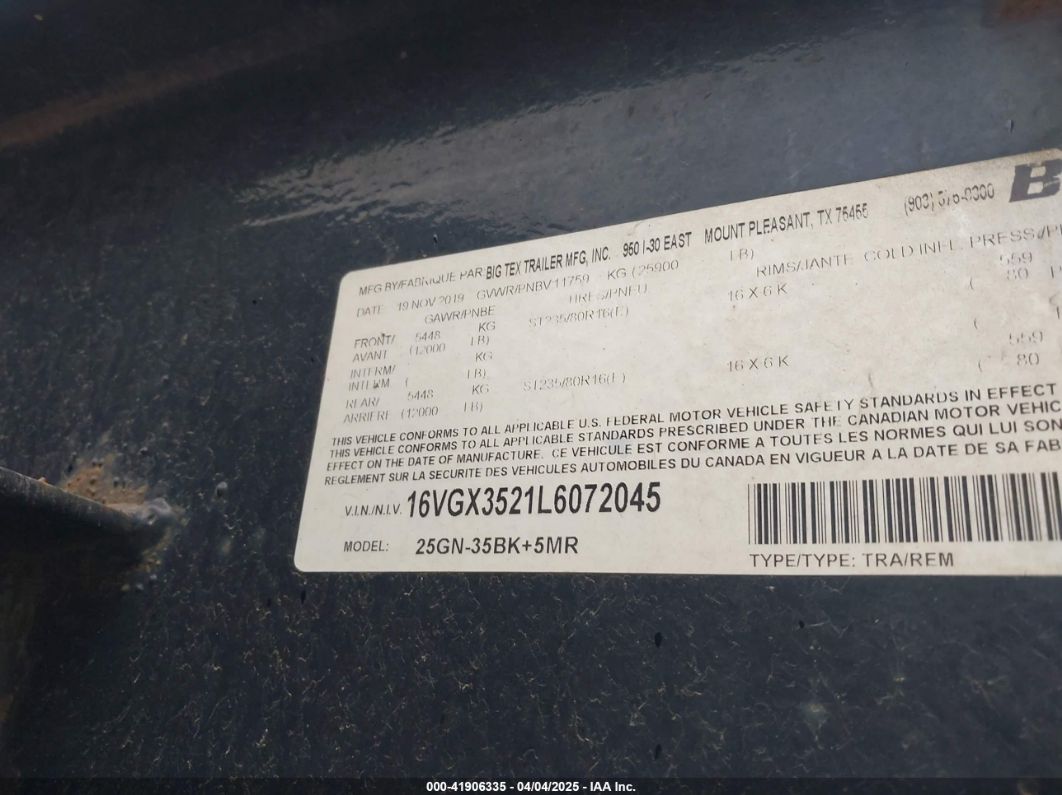 MFG BY/FABRIQUE PAR BIG TEX TRAILER MFG, INC. 950 I-30 EAST MOUNT PLEASANT, TX 75455 (903) 575-0300 B
DATE 19 NOV 2019 GVWR/PNBV 11759 KG (25900 LB)
GAWR/PNBE TIRES/PNEU RIMS/JANTE COLD INFL. PRESS./
FRONT/ 5448 KG ST235/80R16(E) 16 X 6 K 559
AVANT (12000 LB) ( 80
INTERM/ KG
INTERM. ( LB) (
REAR/ 5448 KG ST235/80R16(E) 16 X 6 K 559
ARRIERE (12000 LB) ( 80
THIS VEHICLE CONFORMS TO ALL APPLICABLE U.S. FEDERAL MOTOR VEHICLE SAFETY STANDARDS IN EFFECT
THIS VEHICLE CONFORMS TO ALL APPLICABLE STANDARDS PRESCRIBED UNDER THE CANADIAN MOTOR VEHIC
EFFECT ON THE DATE OF MANUFACTURE. CE VEHICULE EST CONFORME A TOUTES LES NORMES QUI LUI SON
REGLEMENT SUR LA SECURITE DES VEHICULES AUTOMOBILES DU CANADA EN VIGUEUR A LA DATE DE SA FAB
V.I.N./N.I.V. 16VGX3521L6072045
MODEL: 25GN-35BK+5MR
TYPE/TYPE: TRA/REM
000-41906335 - 04/04/2025 - IAA Inc.